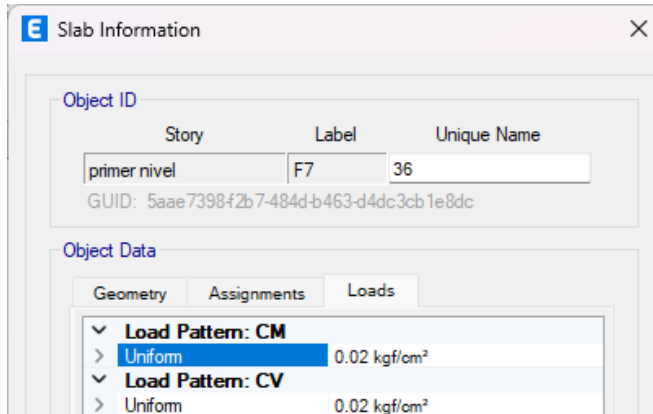 E Slab Information
Object ID
Story Label Unique Name
primer nivel F7 36
GUID: 5aae7398-f2b7-484d-b463-d4dc3cb1e8dc
Object Data
Geometry Assignments Loads
Load Pattern: CM
Uniform 0.02 kgf/cm²
Load Pattern: CV
Uniform 0.02 kgf/cm²